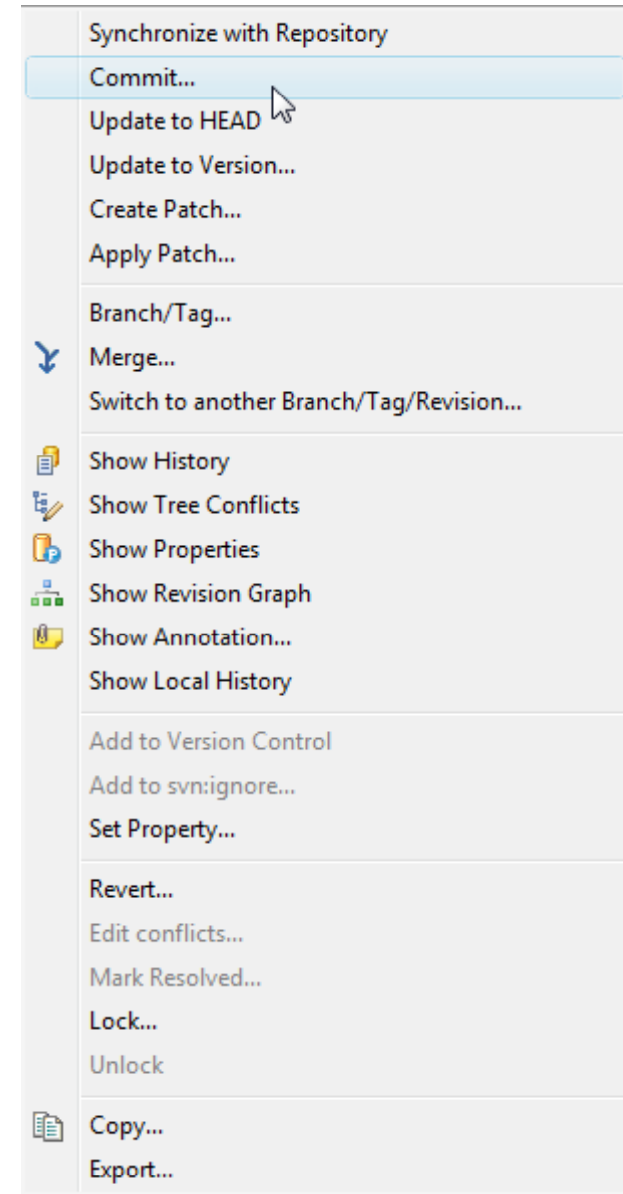 Synchronize with Repository
Commit...
Update to HEAD
Update to Version...
Create Patch...
Apply Patch...
Branch/Tag...
Merge...
Switch to another Branch/Tag/Revision...
Show History
Show Tree Conflicts
Show Properties
Show Revision Graph
Show Annotation...
Show Local History
Add to Version Control
Add to svn:ignore...
Set Property...
Revert...
Edit conflicts...
Mark Resolved...
Lock...
Unlock
Copy...
Export...